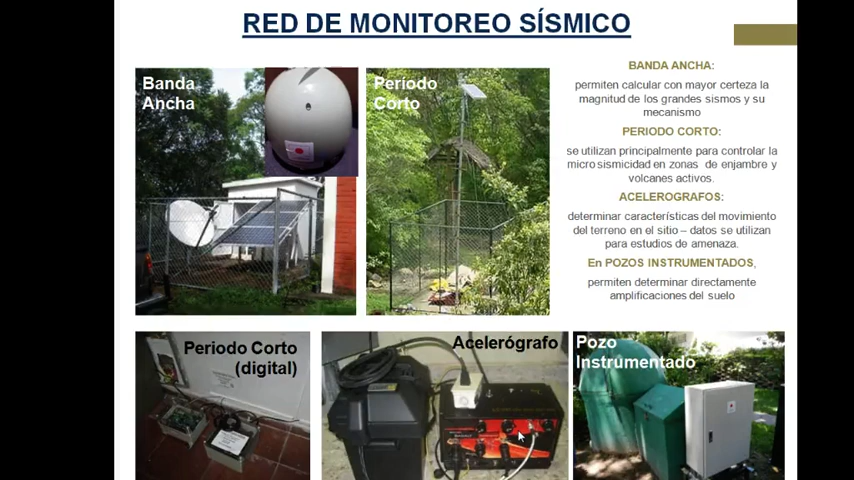 RED DE MONITOREO SÍSMICO
Banda
Ancha
Período
Corto
BANDA ANCHA:
permiten calcular con mayor certeza la
magnitud de los grandes sismos y su
mecanismo
PERIODO CORTO:
se utilizan principalmente para controlar la
micro sismicidad en zonas de enjambre y
volcanes activos.
ACELEROGRAFOS:
determinar características del movimiento
del terreno en el sitio – datos se utilizan
para estudios de amenaza.
En POZOS INSTRUMENTADOS,
permiten determinar directamente
amplificaciones del suelo
Periodo Corto
(digital)
Acelerógrafo
Pozo
Instrumentado